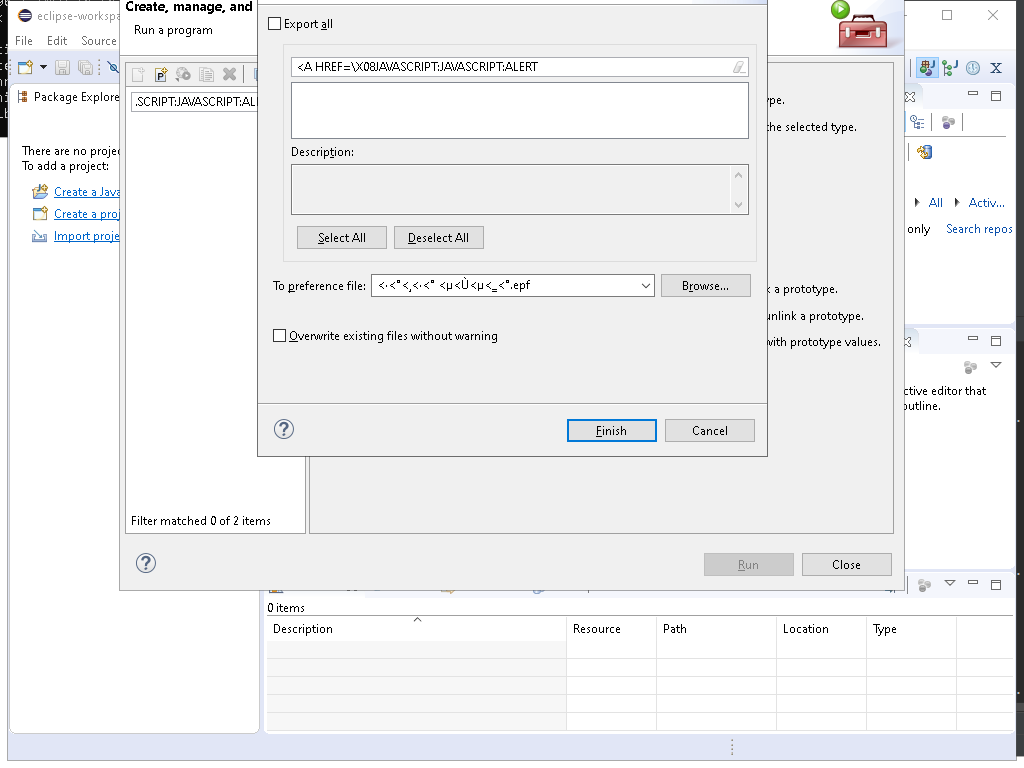 eclipse-workspa
File Edit Source
Package Explore
There are no projec
To add a project:
Create a Java
Create a proj
Import proje
Create, manage, and
Run a program
.SCRIPT:JAVASCRIPT:ALE
Filter matched 0 of 2 items
Export all
<A HREF=\X08JAVASCRIPT:JAVASCRIPT:ALERT
Description:
Select All Deselect All
To preference file: <·<°<¸<·<° <µ<Ù<µ<‗<°.epf Browse...
Overwrite existing files without warning
Finish Cancel
ype.
the selected type.
k a prototype.
unlink a prototype.
with prototype values.
Run Close
X
All Activ...
only Search repos
ctive editor that
outline.
0 items
Description Resource Path Location Type